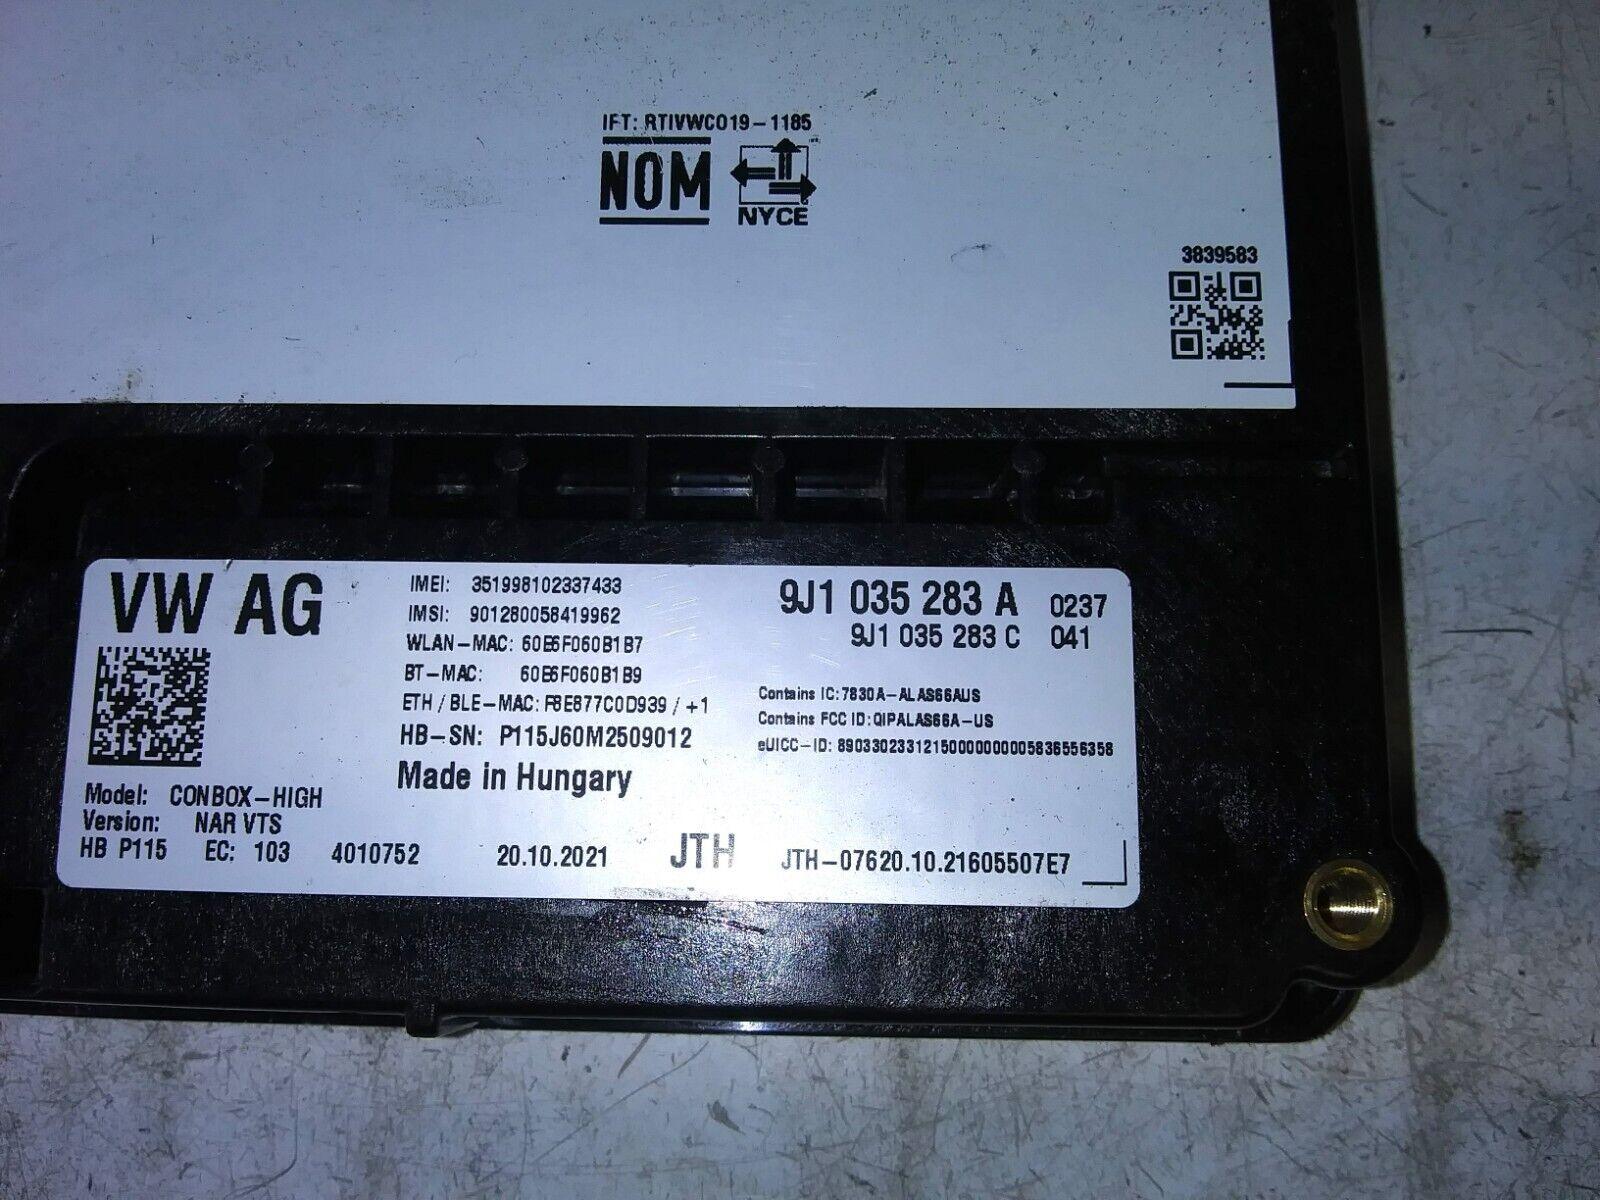 IFT: RTIVWC019-1185
NOM
NYCE
3839583
VW AG
IMEI: 351998102337433
IMSI: 901280058419962
WLAN-MAC: 60E6F060B1B7
BT-MAC: 60E6F060B1B9
ETH / BLE-MAC: F8E877C0D939 / +1
HB-SN: P115J60M2509012
Made in Hungary
9J1 035 283 A 0237
9J1 035 283 C 041
Contains IC: 7830A-ALAS66AUS
Contains FCC ID: QIPALAS66A-US
eUICC-ID: 89033023312150000000005836556358
Model: CONBOX-HIGH
Version: NAR VTS
HB P115 EC: 103 4010752 20.10.2021 JTH JTH-07620.10.21605507E7